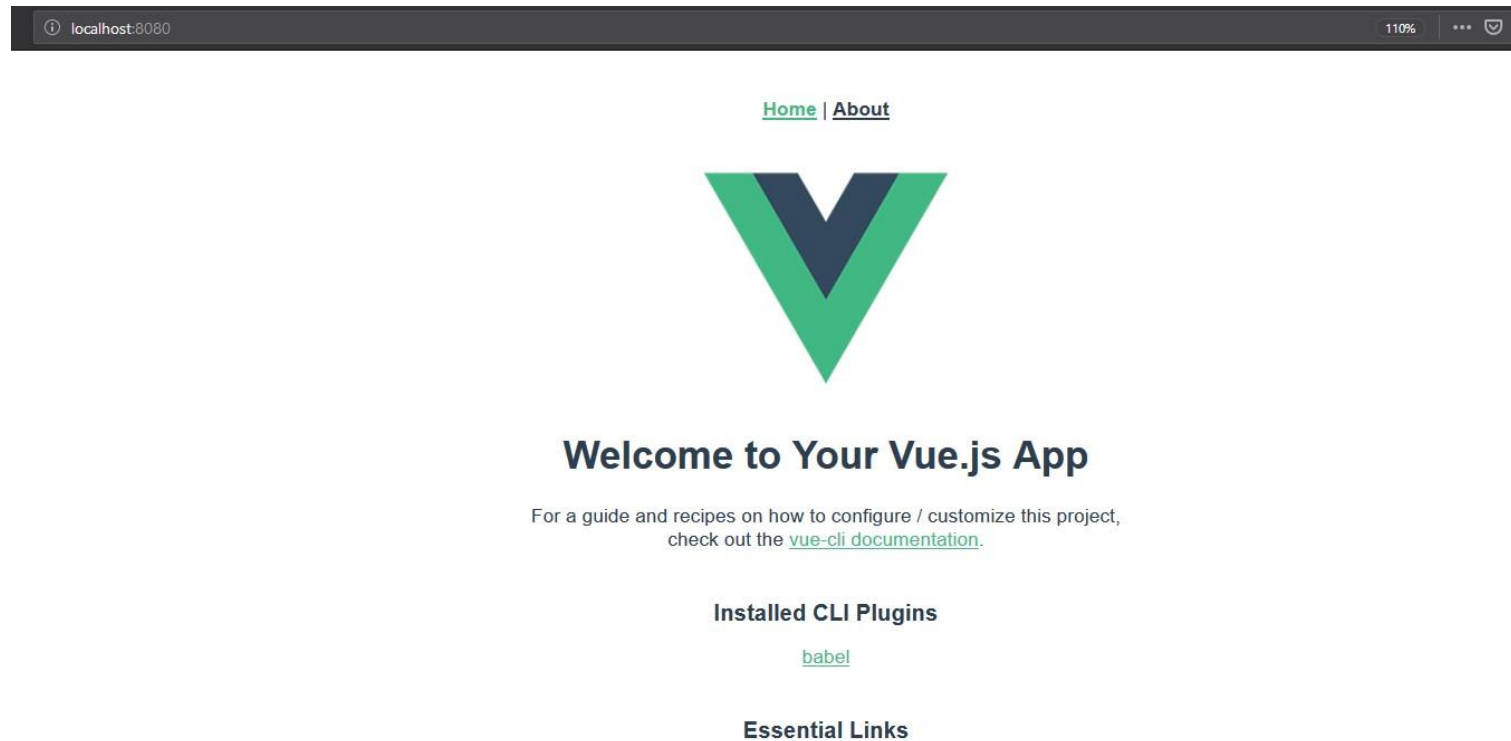 localhost:8080
110%
Home | About
Welcome to Your Vue.js App
For a guide and recipes on how to configure / customize this project,
check out the vue-cli documentation.
Installed CLI Plugins
babel
Essential Links